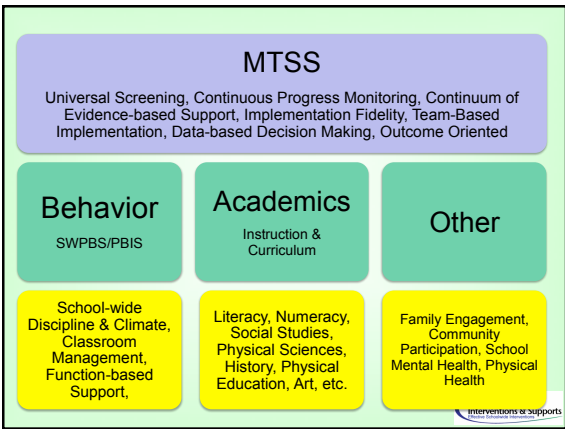 MTSS
Universal Screening, Continuous Progress Monitoring, Continuum of
Evidence-based Support, Implementation Fidelity, Team-Based
Implementation, Data-based Decision Making, Outcome Oriented
Behavior
SWPBS/PBIS
Academics
Instruction &
Curriculum
Other
School-wide
Discipline & Climate,
Classroom
Management,
Function-based
Support,
Literacy, Numeracy,
Social Studies,
Physical Sciences,
History, Physical
Education, Art, etc.
Family Engagement,
Community
Participation, School
Mental Health, Physical
Health
Interventions & Supports
Effective Schoolwide Interventions